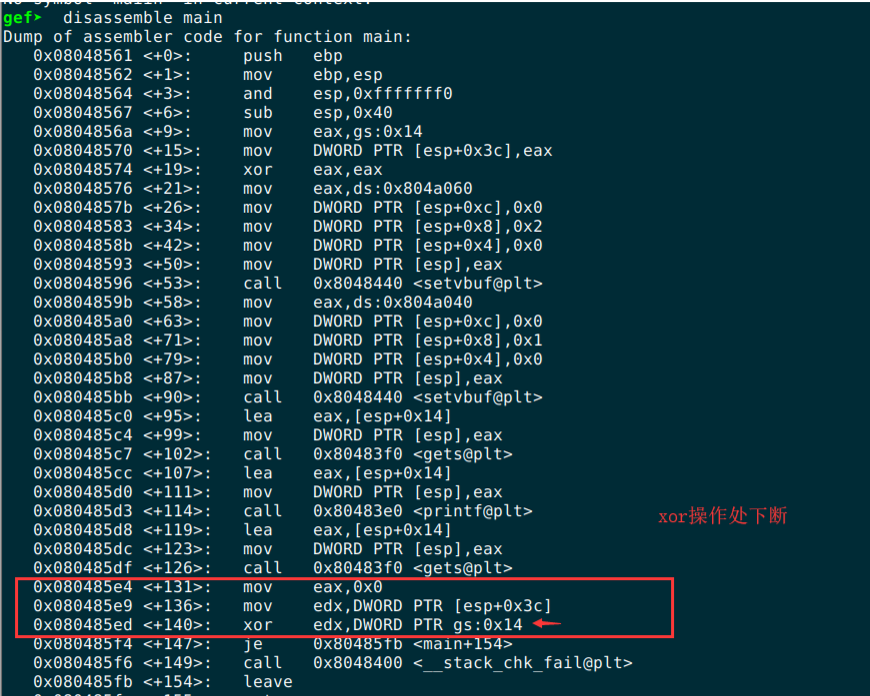 No symbol "maiin" in current context.
gef➤  disassemble main
Dump of assembler code for function main:
0x08048561 <+0>: push ebp
0x08048562 <+1>: mov ebp,esp
0x08048564 <+3>: and esp,0xfffffff0
0x08048567 <+6>: sub esp,0x40
0x0804856a <+9>: mov eax,gs:0x14
0x08048570 <+15>: mov DWORD PTR [esp+0x3c],eax
0x08048574 <+19>: xor eax,eax
0x08048576 <+21>: mov eax,ds:0x804a060
0x0804857b <+26>: mov DWORD PTR [esp+0xc],0x0
0x08048583 <+34>: mov DWORD PTR [esp+0x8],0x2
0x0804858b <+42>: mov DWORD PTR [esp+0x4],0x0
0x08048593 <+50>: mov DWORD PTR [esp],eax
0x08048596 <+53>: call 0x8048440 <setvbuf@plt>
0x0804859b <+58>: mov eax,ds:0x804a040
0x080485a0 <+63>: mov DWORD PTR [esp+0xc],0x0
0x080485a8 <+71>: mov DWORD PTR [esp+0x8],0x1
0x080485b0 <+79>: mov DWORD PTR [esp+0x4],0x0
0x080485b8 <+87>: mov DWORD PTR [esp],eax
0x080485bb <+90>: call 0x8048440 <setvbuf@plt>
0x080485c0 <+95>: lea eax,[esp+0x14]
0x080485c4 <+99>: mov DWORD PTR [esp],eax
0x080485c7 <+102>: call 0x80483f0 <gets@plt>
0x080485cc <+107>: lea eax,[esp+0x14]
0x080485d0 <+111>: mov DWORD PTR [esp],eax
0x080485d3 <+114>: call 0x80483e0 <printf@plt>
xor操作处下断
0x080485d8 <+119>: lea eax,[esp+0x14]
0x080485dc <+123>: mov DWORD PTR [esp],eax
0x080485df <+126>: call 0x80483f0 <gets@plt>
0x080485e4 <+131>: mov eax,0x0
0x080485e9 <+136>: mov edx,DWORD PTR [esp+0x3c]
0x080485ed <+140>: xor edx,DWORD PTR gs:0x14
0x080485f4 <+147>: je 0x80485fb <main+154>
0x080485f6 <+149>: call 0x8048400 <__stack_chk_fail@plt>
0x080485fb <+154>: leave